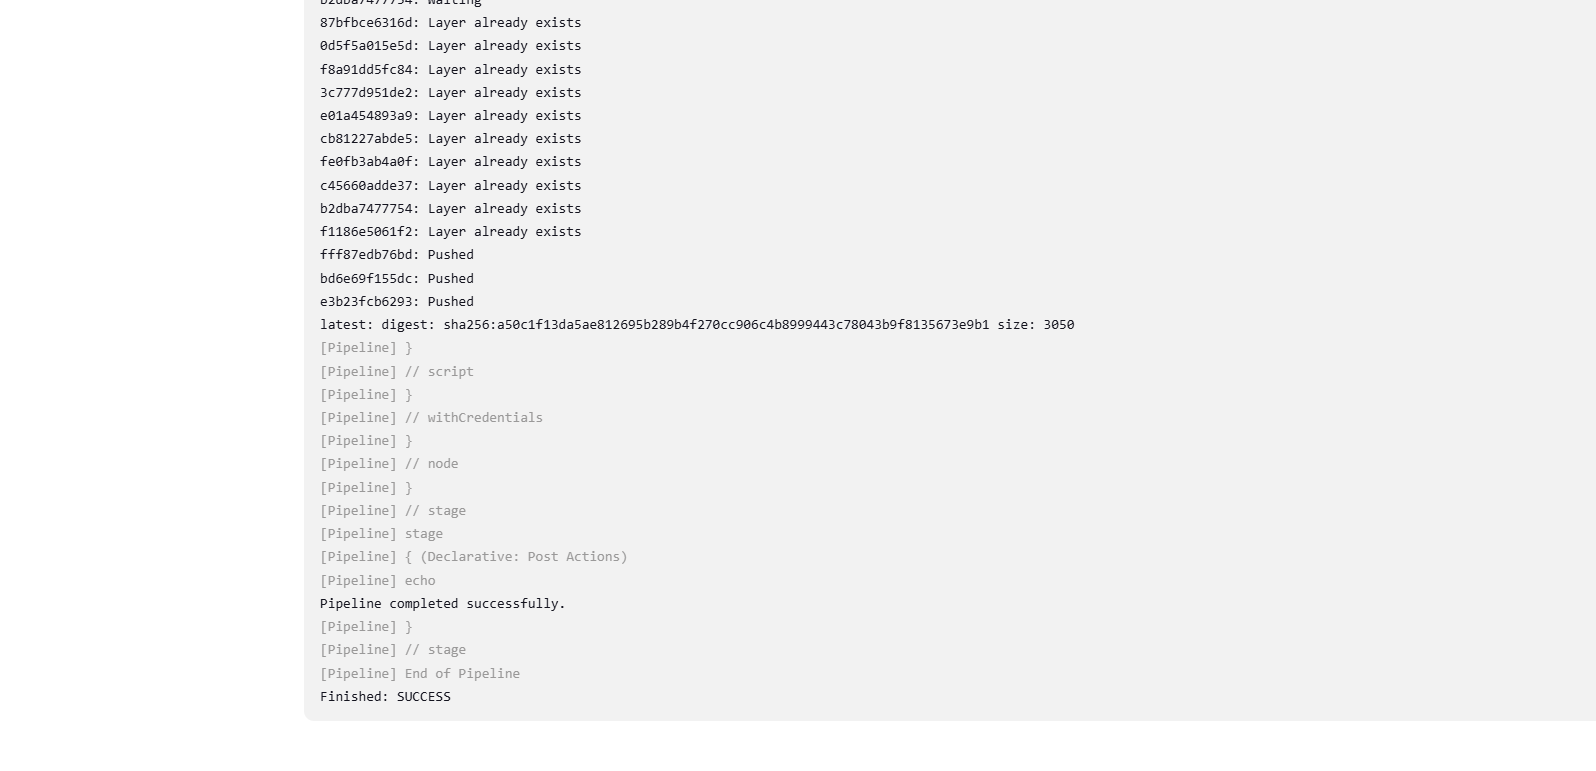 b2dba7477754: Waiting
87bfbce6316d: Layer already exists
0d5f5a015e5d: Layer already exists
f8a91dd5fc84: Layer already exists
3c777d951de2: Layer already exists
e01a454893a9: Layer already exists
cb81227abde5: Layer already exists
fe0fb3ab4a0f: Layer already exists
c45660adde37: Layer already exists
b2dba7477754: Layer already exists
f1186e5061f2: Layer already exists
fff87edb76bd: Pushed
bd6e69f155dc: Pushed
e3b23fcb6293: Pushed
latest: digest: sha256:a50c1f13da5ae812695b289b4f270cc906c4b8999443c78043b9f8135673e9b1 size: 3050
[Pipeline] }
[Pipeline] // script
[Pipeline] }
[Pipeline] // withCredentials
[Pipeline] }
[Pipeline] // node
[Pipeline] }
[Pipeline] // stage
[Pipeline] stage
[Pipeline] { (Declarative: Post Actions)
[Pipeline] echo
Pipeline completed successfully.
[Pipeline] }
[Pipeline] // stage
[Pipeline] End of Pipeline
Finished: SUCCESS